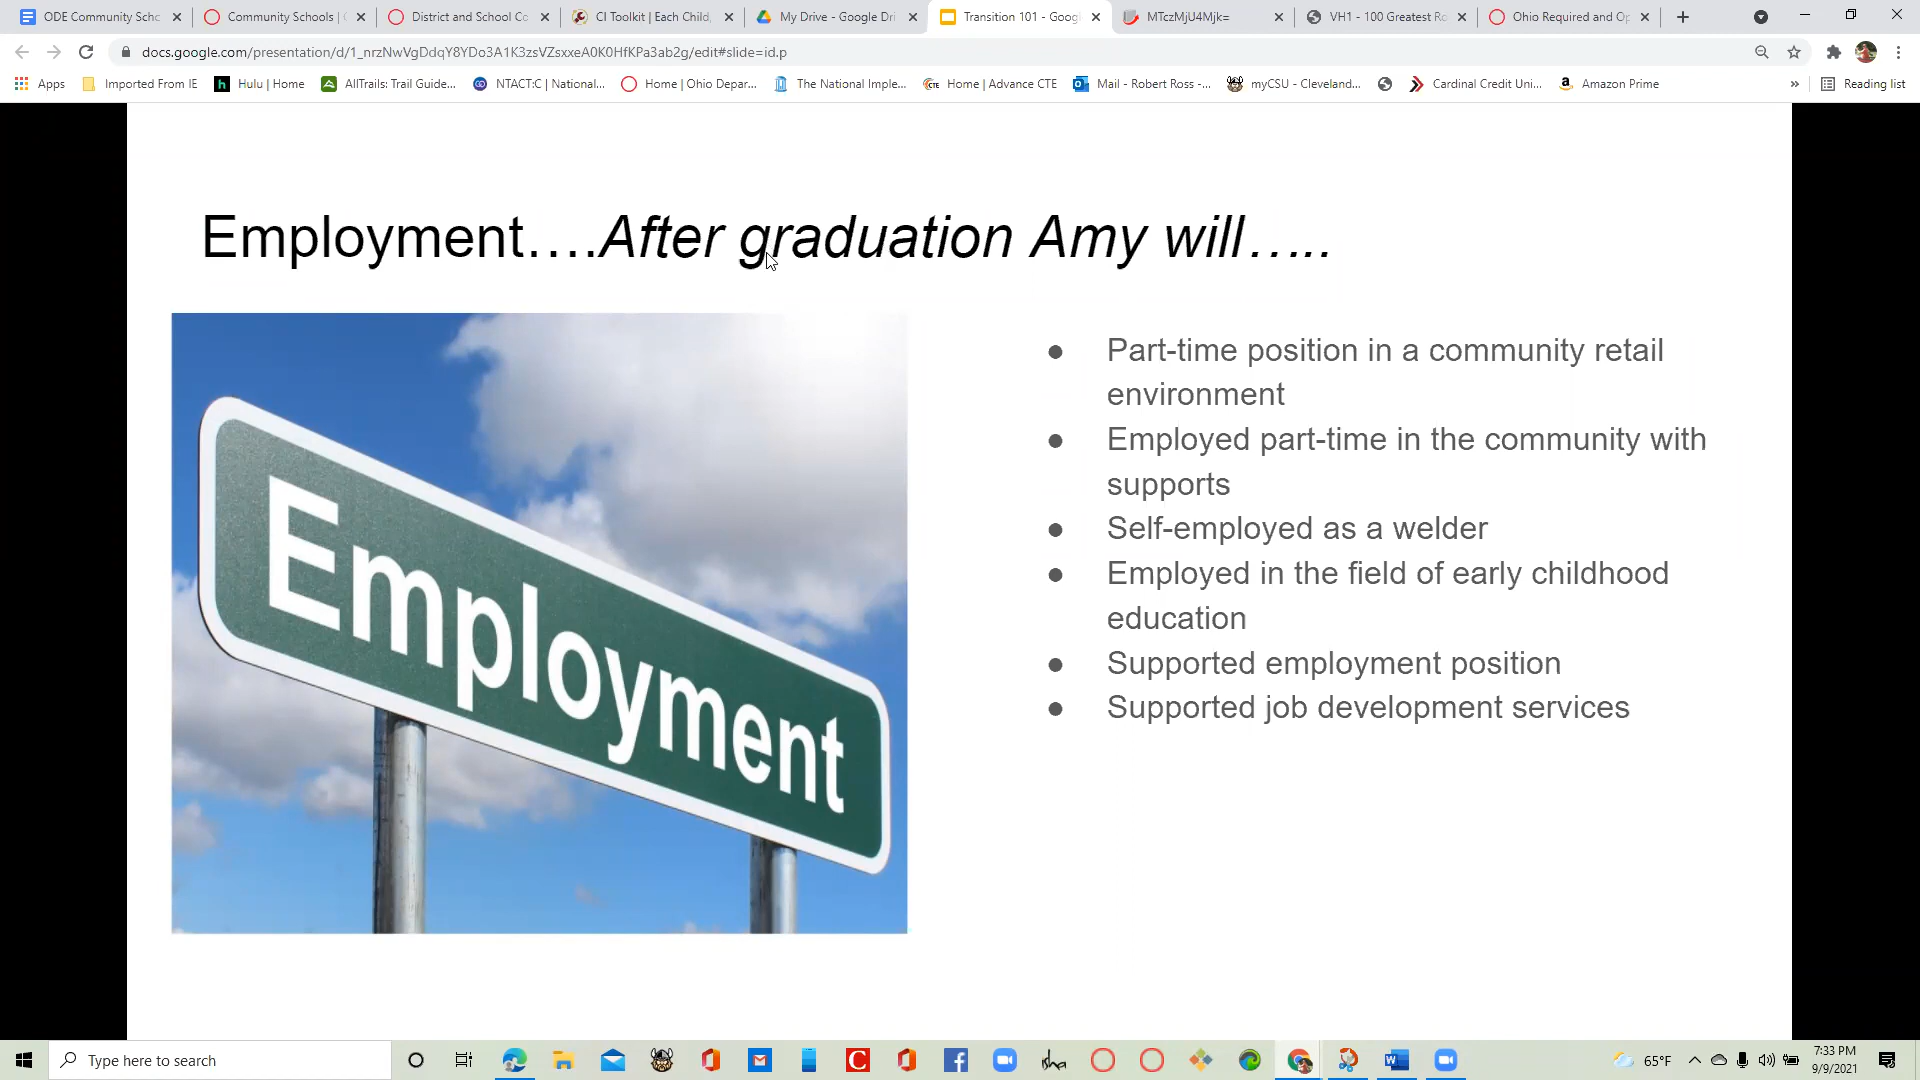 ODE Community Scho
Community Schools |
District and School Co
CI Toolkit | Each Child,
My Drive - Google Dri
Transition 101 - Googl
MTczMjU4Mjk=
VH1 - 100 Greatest Ro
Ohio Required and Op
docs.google.com/presentation/d/1_nrzNwVgDdqY8YDo3A1K3zsVZsxxeA0K0HfKPa3ab2g/edit#slide=id.p
Apps
Imported From IE
Hulu | Home
AllTrails: Trail Guide...
NTACT:C | National...
Home | Ohio Depar...
The National Imple...
Home | Advance CTE
Mail - Robert Ross -...
myCSU - Cleveland...
Cardinal Credit Uni...
Amazon Prime
»
Reading list
Employment….After graduation Amy will…..
Employment
● Part-time position in a community retail
environment
● Employed part-time in the community with
supports
● Self-employed as a welder
● Employed in the field of early childhood
education
● Supported employment position
● Supported job development services
Type here to search
65°F
7:33 PM
9/9/2021